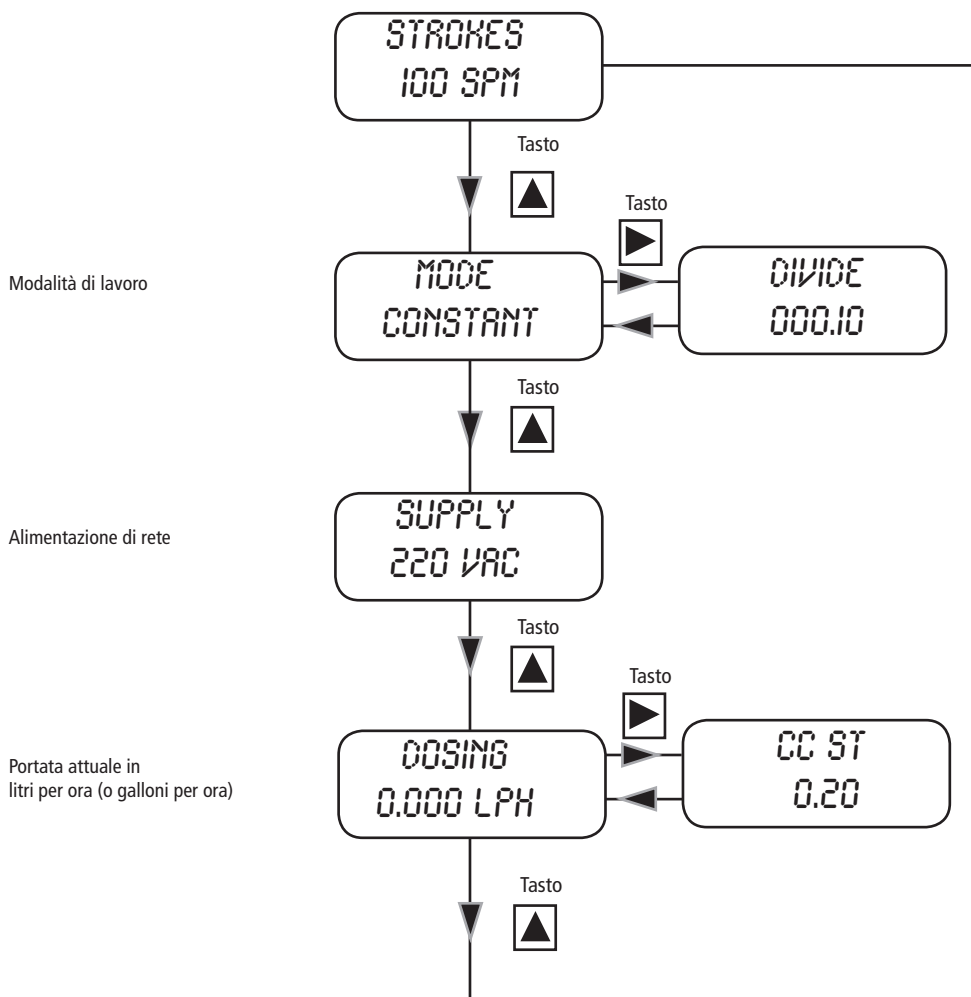 STROKES
100 SPM
Tasto
Tasto
Modalità di lavoro
MODE
CONSTANT
DIVIDE
000.10
Tasto
Alimentazione di rete
SUPPLY
220 VAC
Tasto
Tasto
Portata attuale in
litri per ora (o galloni per ora)
DOSING
0.000 LPH
CC ST
0.20
Tasto